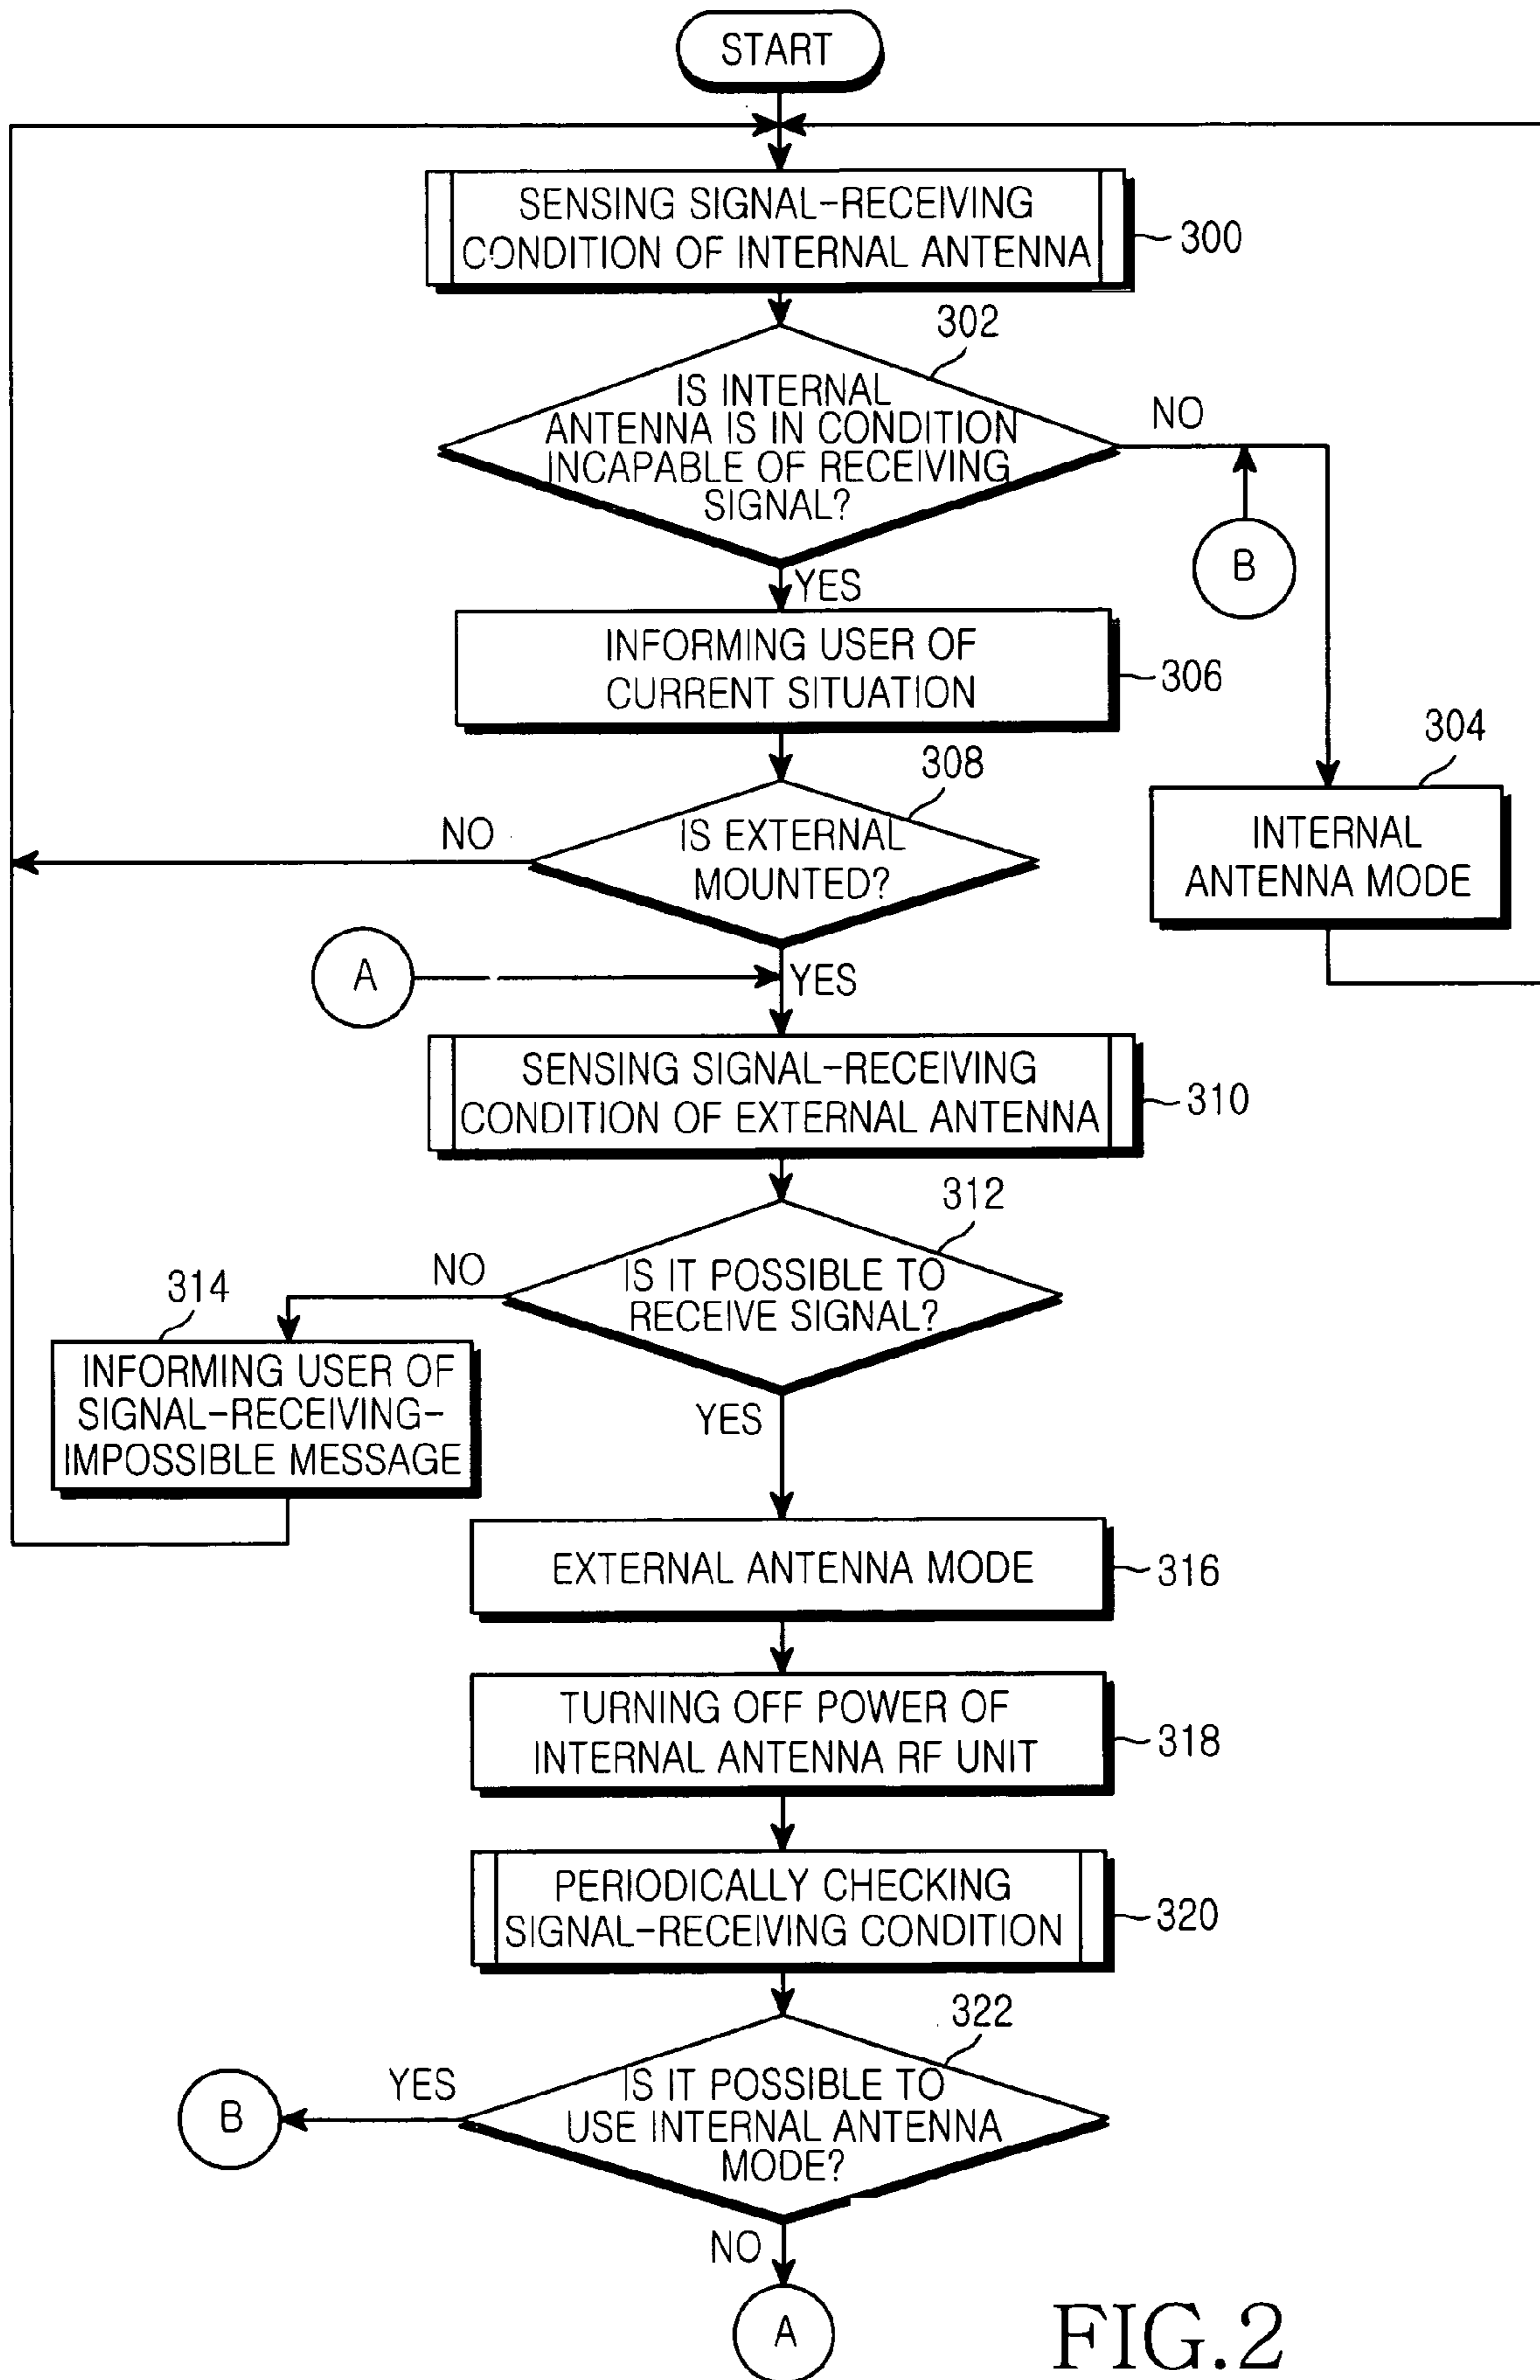 START
SENSING SIGNAL-RECEIVING
CONDITION OF INTERNAL ANTENNA
300
302
IS INTERNAL
ANTENNA IS IN CONDITION
INCAPABLE OF RECEIVING
SIGNAL?
NO
B
YES
INFORMING USER OF
CURRENT SITUATION
306
304
INTERNAL
ANTENNA MODE
308
IS EXTERNAL
MOUNTED?
NO
A
YES
SENSING SIGNAL-RECEIVING
CONDITION OF EXTERNAL ANTENNA
310
312
IS IT POSSIBLE TO
RECEIVE SIGNAL?
NO
314
INFORMING USER OF
SIGNAL-RECEIVING-
IMPOSSIBLE MESSAGE
YES
EXTERNAL ANTENNA MODE
316
TURNING OFF POWER OF
INTERNAL ANTENNA RF UNIT
318
PERIODICALLY CHECKING
SIGNAL-RECEIVING CONDITION
320
322
IS IT POSSIBLE TO
USE INTERNAL ANTENNA
MODE?
YES
B
NO
A
FIG.2